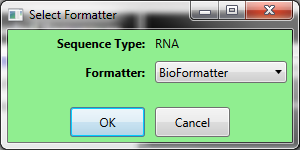 Select Formatter
Sequence Type: RNA
Formatter: BioFormatter
OK Cancel